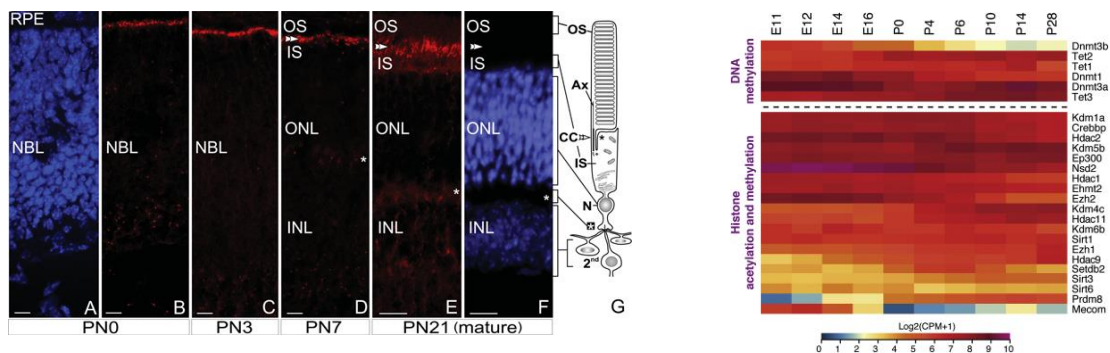 RPE
NBL
A
B
NBL
C
OS
IS
ONL
*
INL
D
OS
IS
ONL
*
INL
E
OS
IS
ONL
*
INL
F
OS
Ax
CC
*
IS
N
*
2nd
G
PN0
PN3
PN7
PN21 (mature)
E11 E12 E14 E16 P0 P4 P6 P10 P14 P28
DNA
methylation
Dnmt3b
Tet2
Tet1
Dnmt1
Dnmt3a
Tet3
Histone
acetylation and methylation
Kdm1a
Crebbp
Hdac2
Kdm5b
Ep300
Nsd2
Hdac1
Ehmt2
Ezh2
Kdm4c
Hdac11
Kdm6b
Sirt1
Ezh1
Hdac9
Setdb2
Sirt3
Sirt6
Prdm8
Mecom
Log2(CPM+1)
0 1 2 3 4 5 6 7 8 9 10